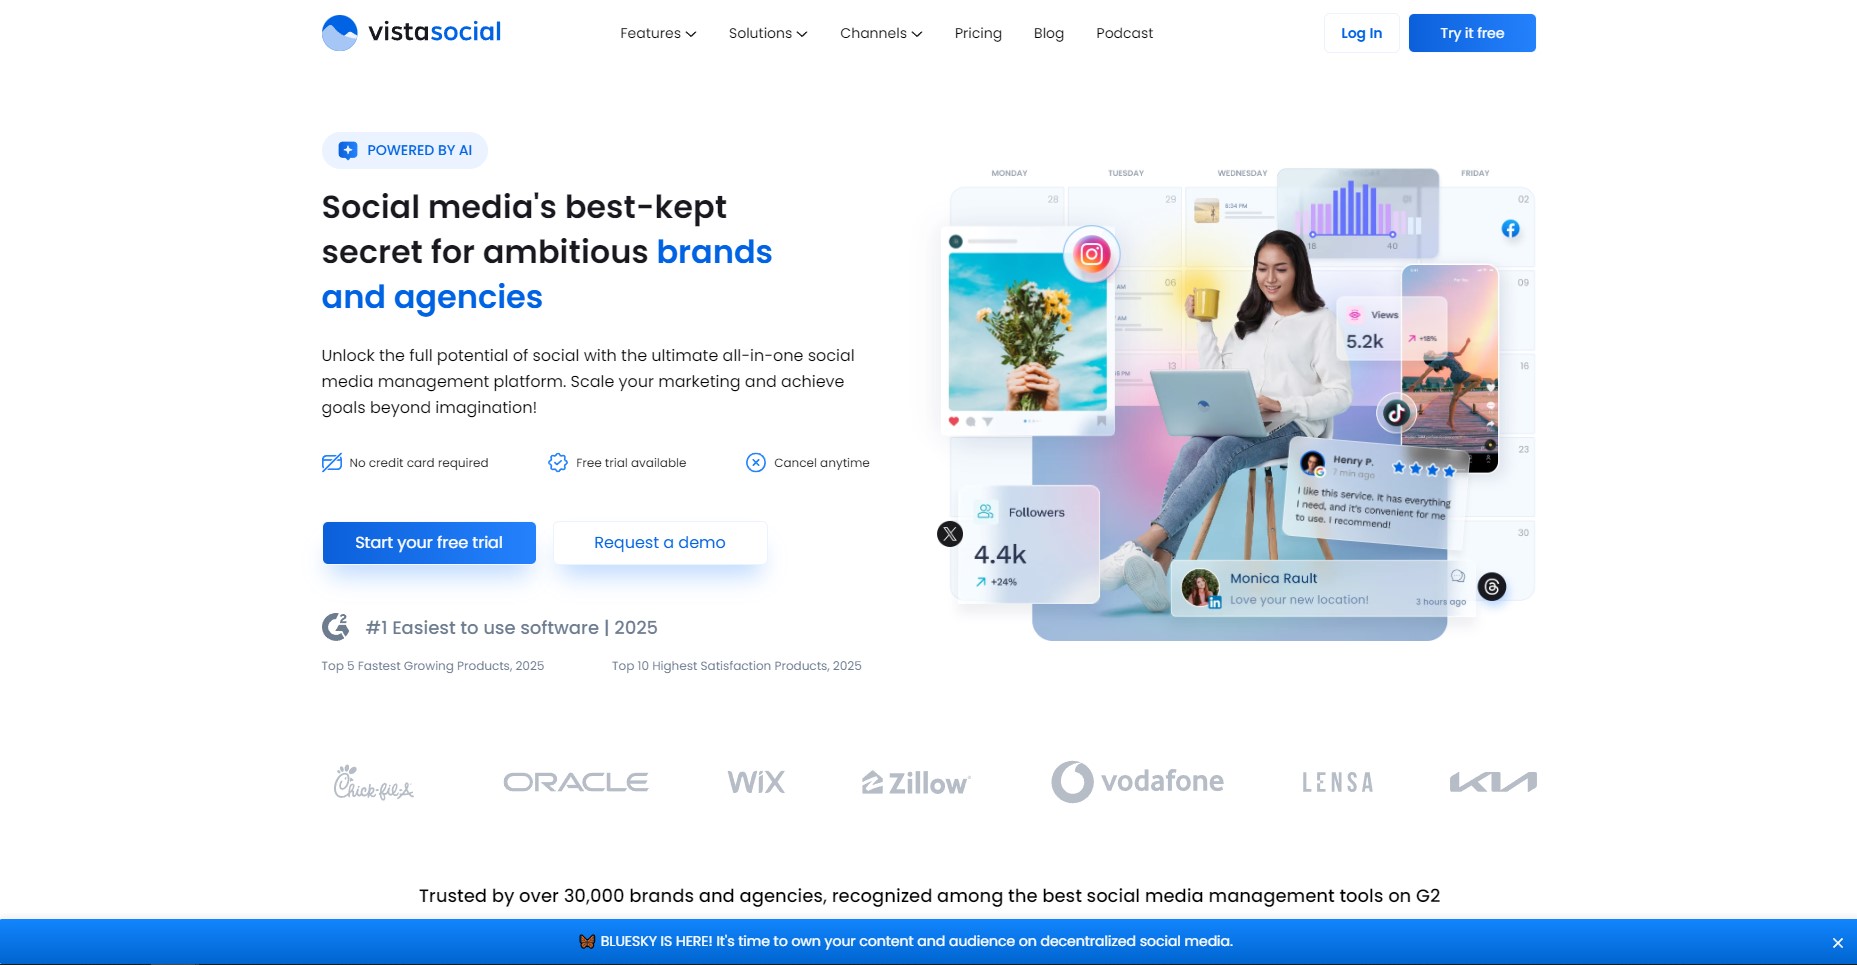 vistasocial
Features
Solutions
Channels
Pricing
Blog
Podcast
Log In
Try it free
POWERED BY AI
Social media's best-kept
secret for ambitious brands
and agencies
Unlock the full potential of social with the ultimate all-in-one social
media management platform. Scale your marketing and achieve
goals beyond imagination!
No credit card required
Free trial available
Cancel anytime
Start your free trial
Request a demo
#1 Easiest to use software | 2025
Top 5 Fastest Growing Products, 2025
Top 10 Highest Satisfaction Products, 2025
MONDAY
TUESDAY
WEDNESDAY
FRIDAY
28
29
01
02
5:34 PM
18
40
06
09
AM
AM
13
PM
16
23
30
Views
5.2k
+18%
Henry P.
7 min ago
I like this service. It has everything
I need, and it's convenient for me
to use. I recommend!
Followers
4.4k
+24%
Monica Rault
Love your new location!
3 hours ago
Chick-fil-A
ORACLE
WiX
Zillow
vodafone
LENSA
KIA
Trusted by over 30,000 brands and agencies, recognized among the best social media management tools on G2
BLUESKY IS HERE! It's time to own your content and audience on decentralized social media.